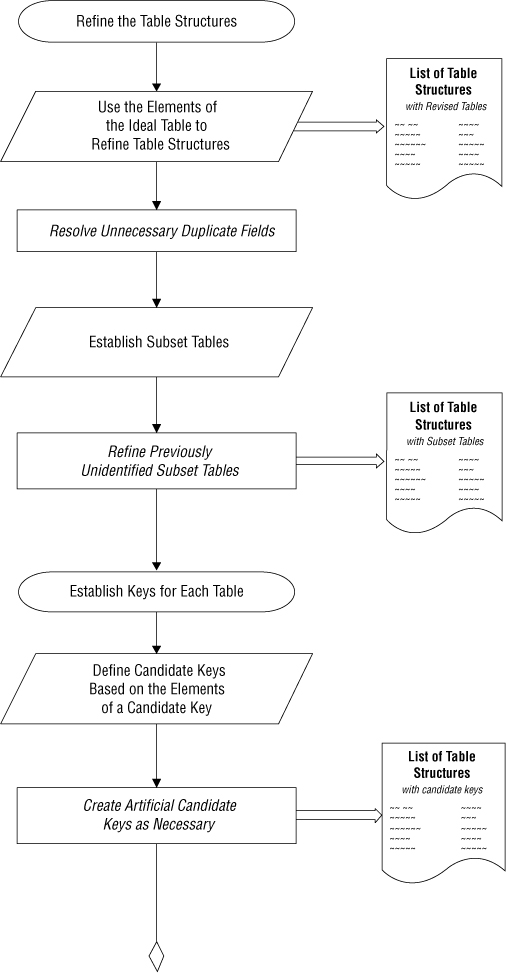 Refine the Table Structures
Use the Elements of
the Ideal Table to
Refine Table Structures
List of Table
Structures
with Revised Tables
Resolve Unnecessary Duplicate Fields
Establish Subset Tables
Refine Previously
Unidentified Subset Tables
List of Table
Structures
with Subset Tables
Establish Keys for Each Table
Define Candidate Keys
Based on the Elements
of a Candidate Key
Create Artificial Candidate
Keys as Necessary
List of Table
Structures
with candidate keys